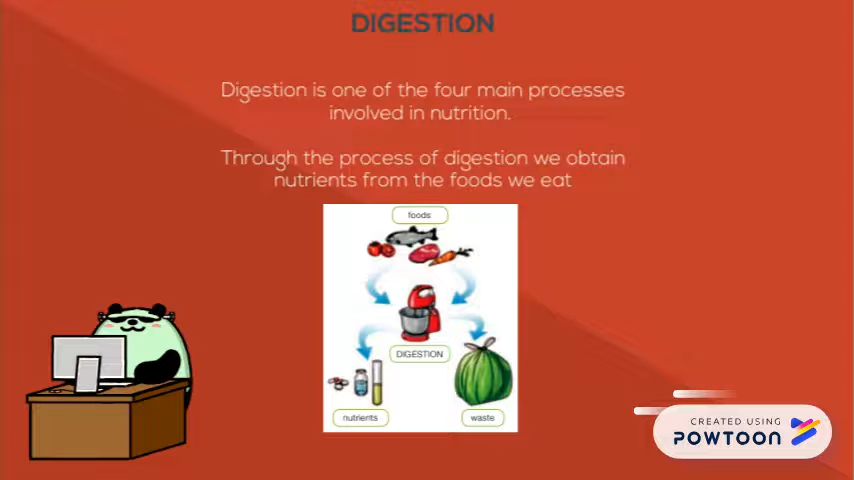 DIGESTION
Digestion is one of the four main processes
involved in nutrition.
Through the process of digestion we obtain
nutrients from the foods we eat
foods
DIGESTION
nutrients
waste
CREATED USING
POWTOON